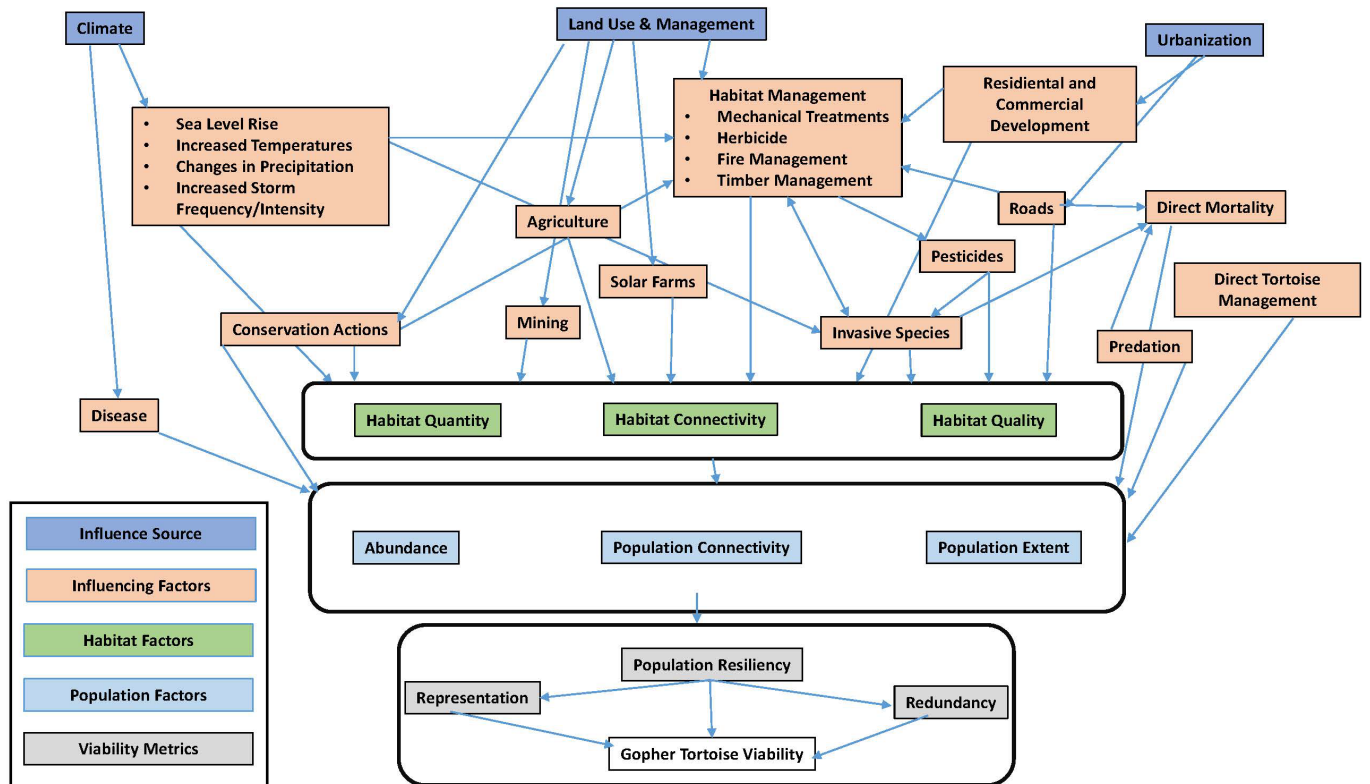 Climate
Land Use & Management
Urbanization
Residiental and
Commercial
Development
Habitat Management
• Mechanical Treatments
• Herbicide
• Fire Management
• Timber Management
• Sea Level Rise
• Increased Temperatures
• Changes in Precipitation
• Increased Storm
Frequency/Intensity
Agriculture
Roads
Direct Mortality
Pesticides
Solar Farms
Direct Tortoise
Management
Conservation Actions
Mining
Invasive Species
Predation
Disease
Habitat Quantity
Habitat Connectivity
Habitat Quality
Abundance
Population Connectivity
Population Extent
Influence Source
Influencing Factors
Habitat Factors
Population Factors
Viability Metrics
Population Resiliency
Representation
Redundancy
Gopher Tortoise Viability